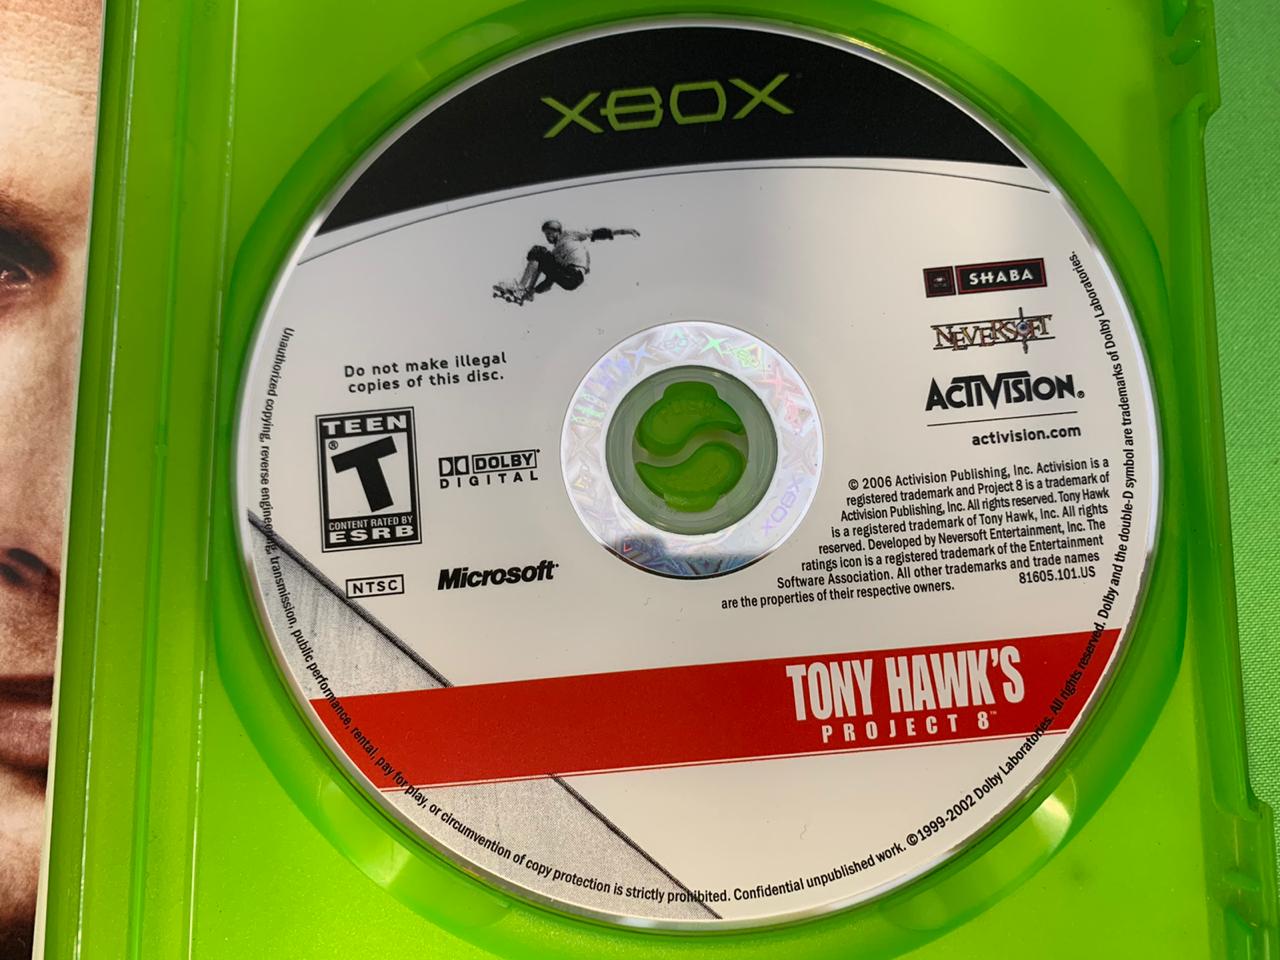 XBOX
Do not make illegal
copies of this disc.
TEEN
® T
CONTENT RATED BY
ESRB
DOLBY
DIGITAL
NTSC
Microsoft®
SHABA
NEVERSOFT
ACTIVISION®
activision.com
© 2006 Activision Publishing, Inc. Activision is a
registered trademark and Project 8 is a trademark of
Activision Publishing, Inc. All rights reserved. Tony Hawk
is a registered trademark of Tony Hawk, Inc. All rights
reserved. Developed by Neversoft Entertainment, Inc. The
ratings icon is a registered trademark of the Entertainment
Software Association. All other trademarks and trade names
are the properties of their respective owners. 81605.101.US
TONY HAWK'S
PROJECT 8™
Unauthorized copying, reverse engineering, transmission, public performance, rental, pay for play, or circumvention of copy protection is strictly prohibited. Confidential unpublished work. ©1999-2002 Dolby Laboratories. All rights reserved. Dolby and the double-D symbol are trademarks of Dolby Laboratories.
XBOX